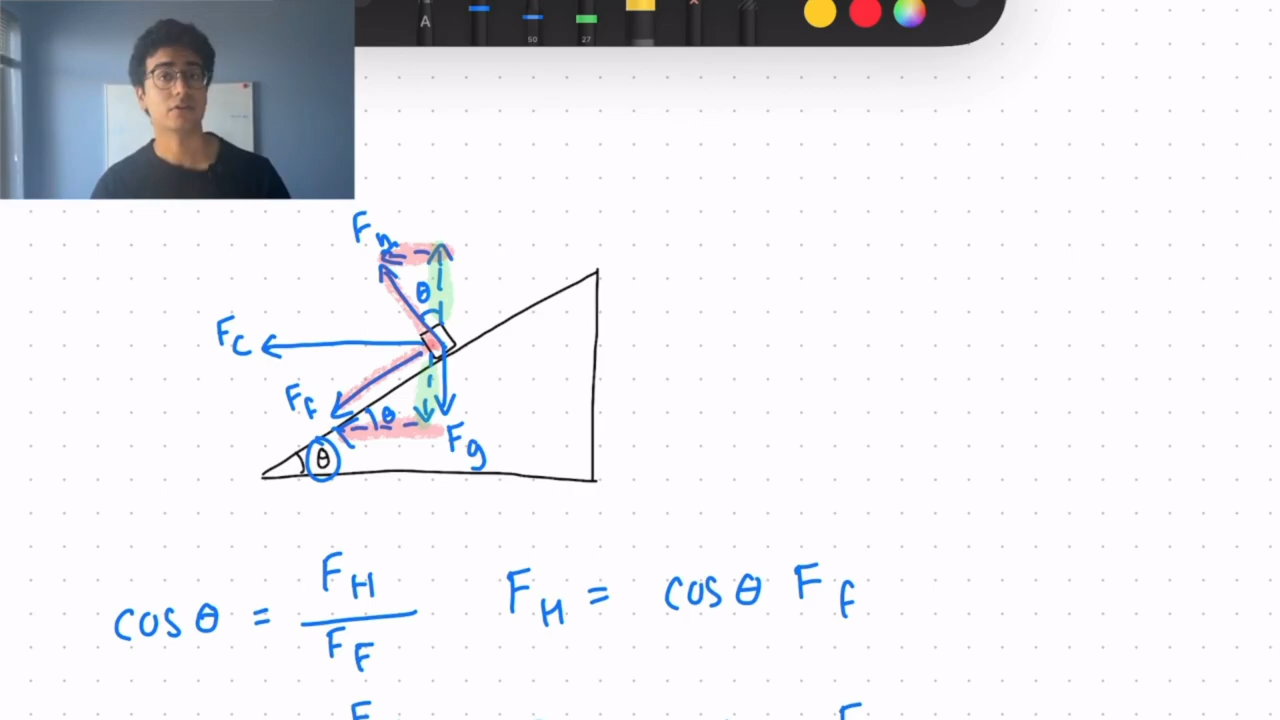 A
50
27
Fn
θ
Fc
Ff
θ
Fg
θ
cos θ = FH / FF
FH = cos θ Ff
F
F